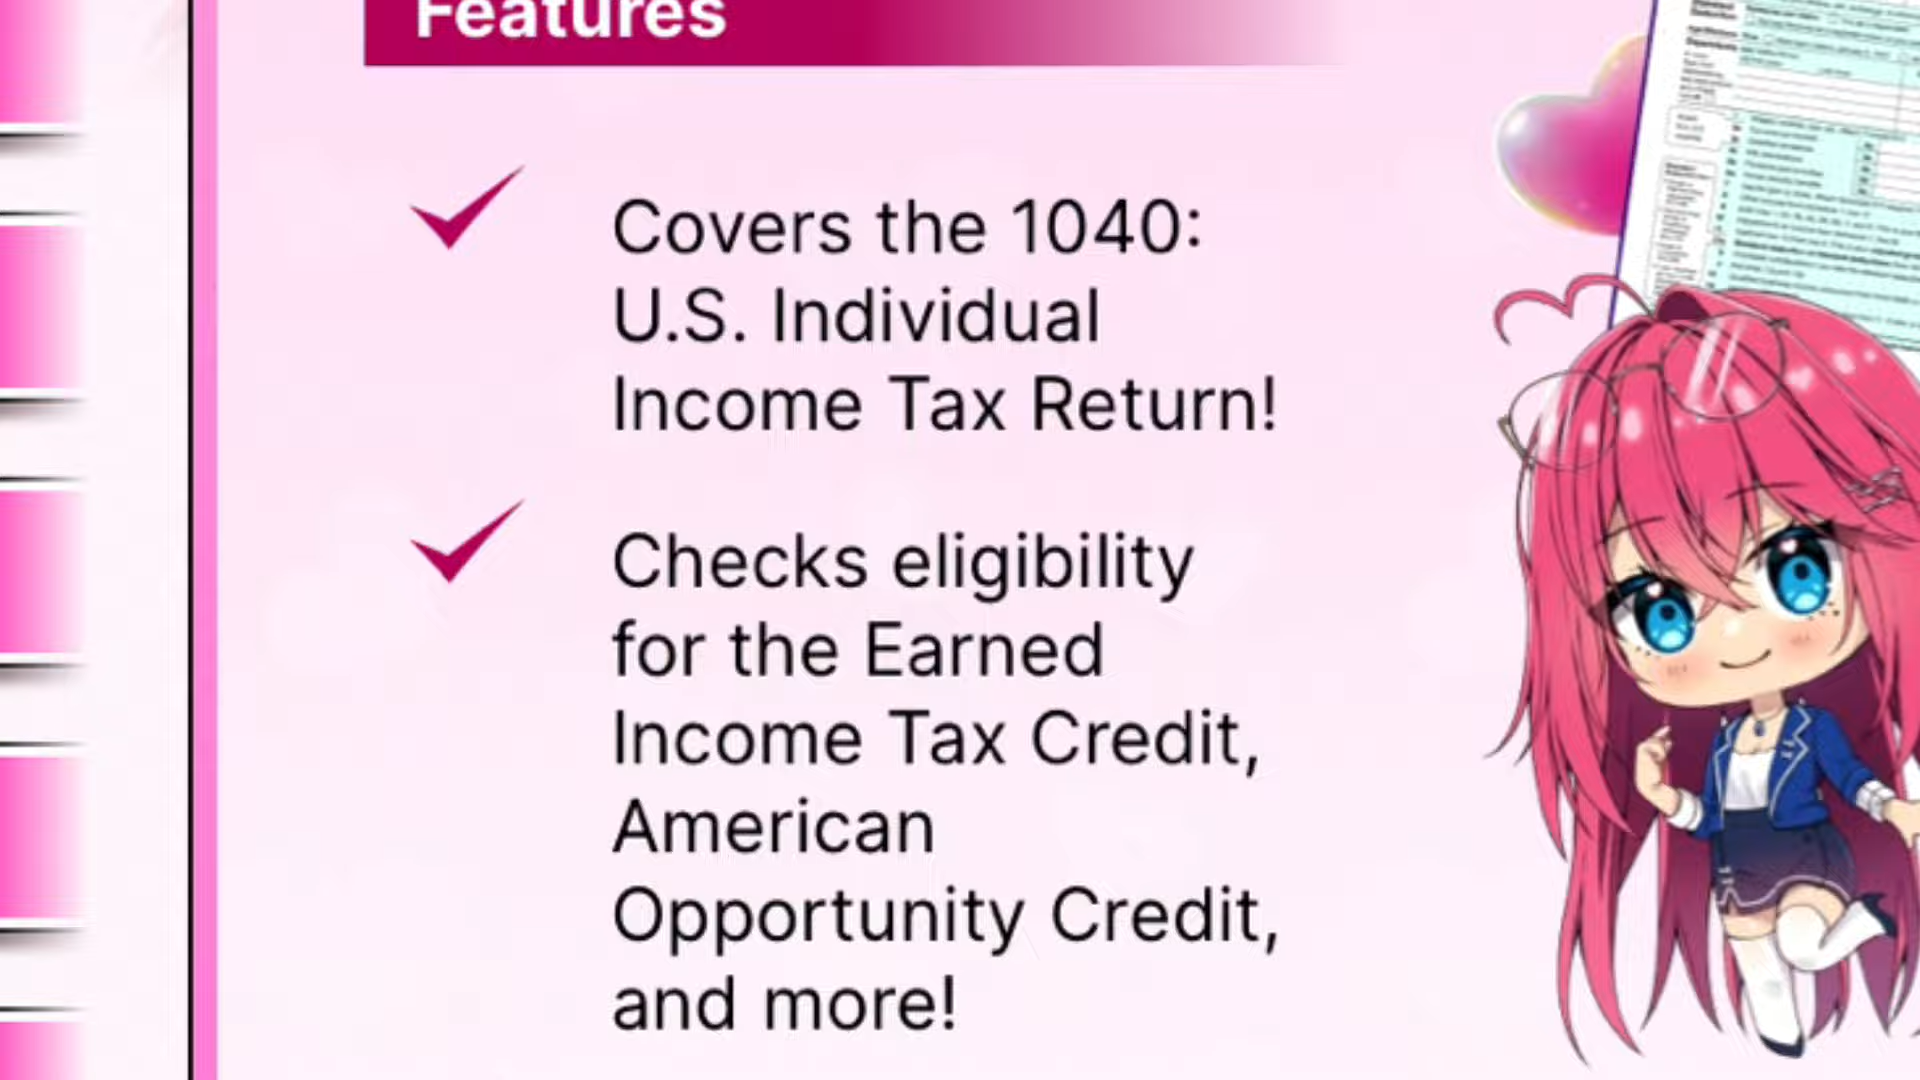 Features
Covers the 1040:
U.S. Individual
Income Tax Return!
Checks eligibility
for the Earned
Income Tax Credit,
American
Opportunity Credit,
and more!